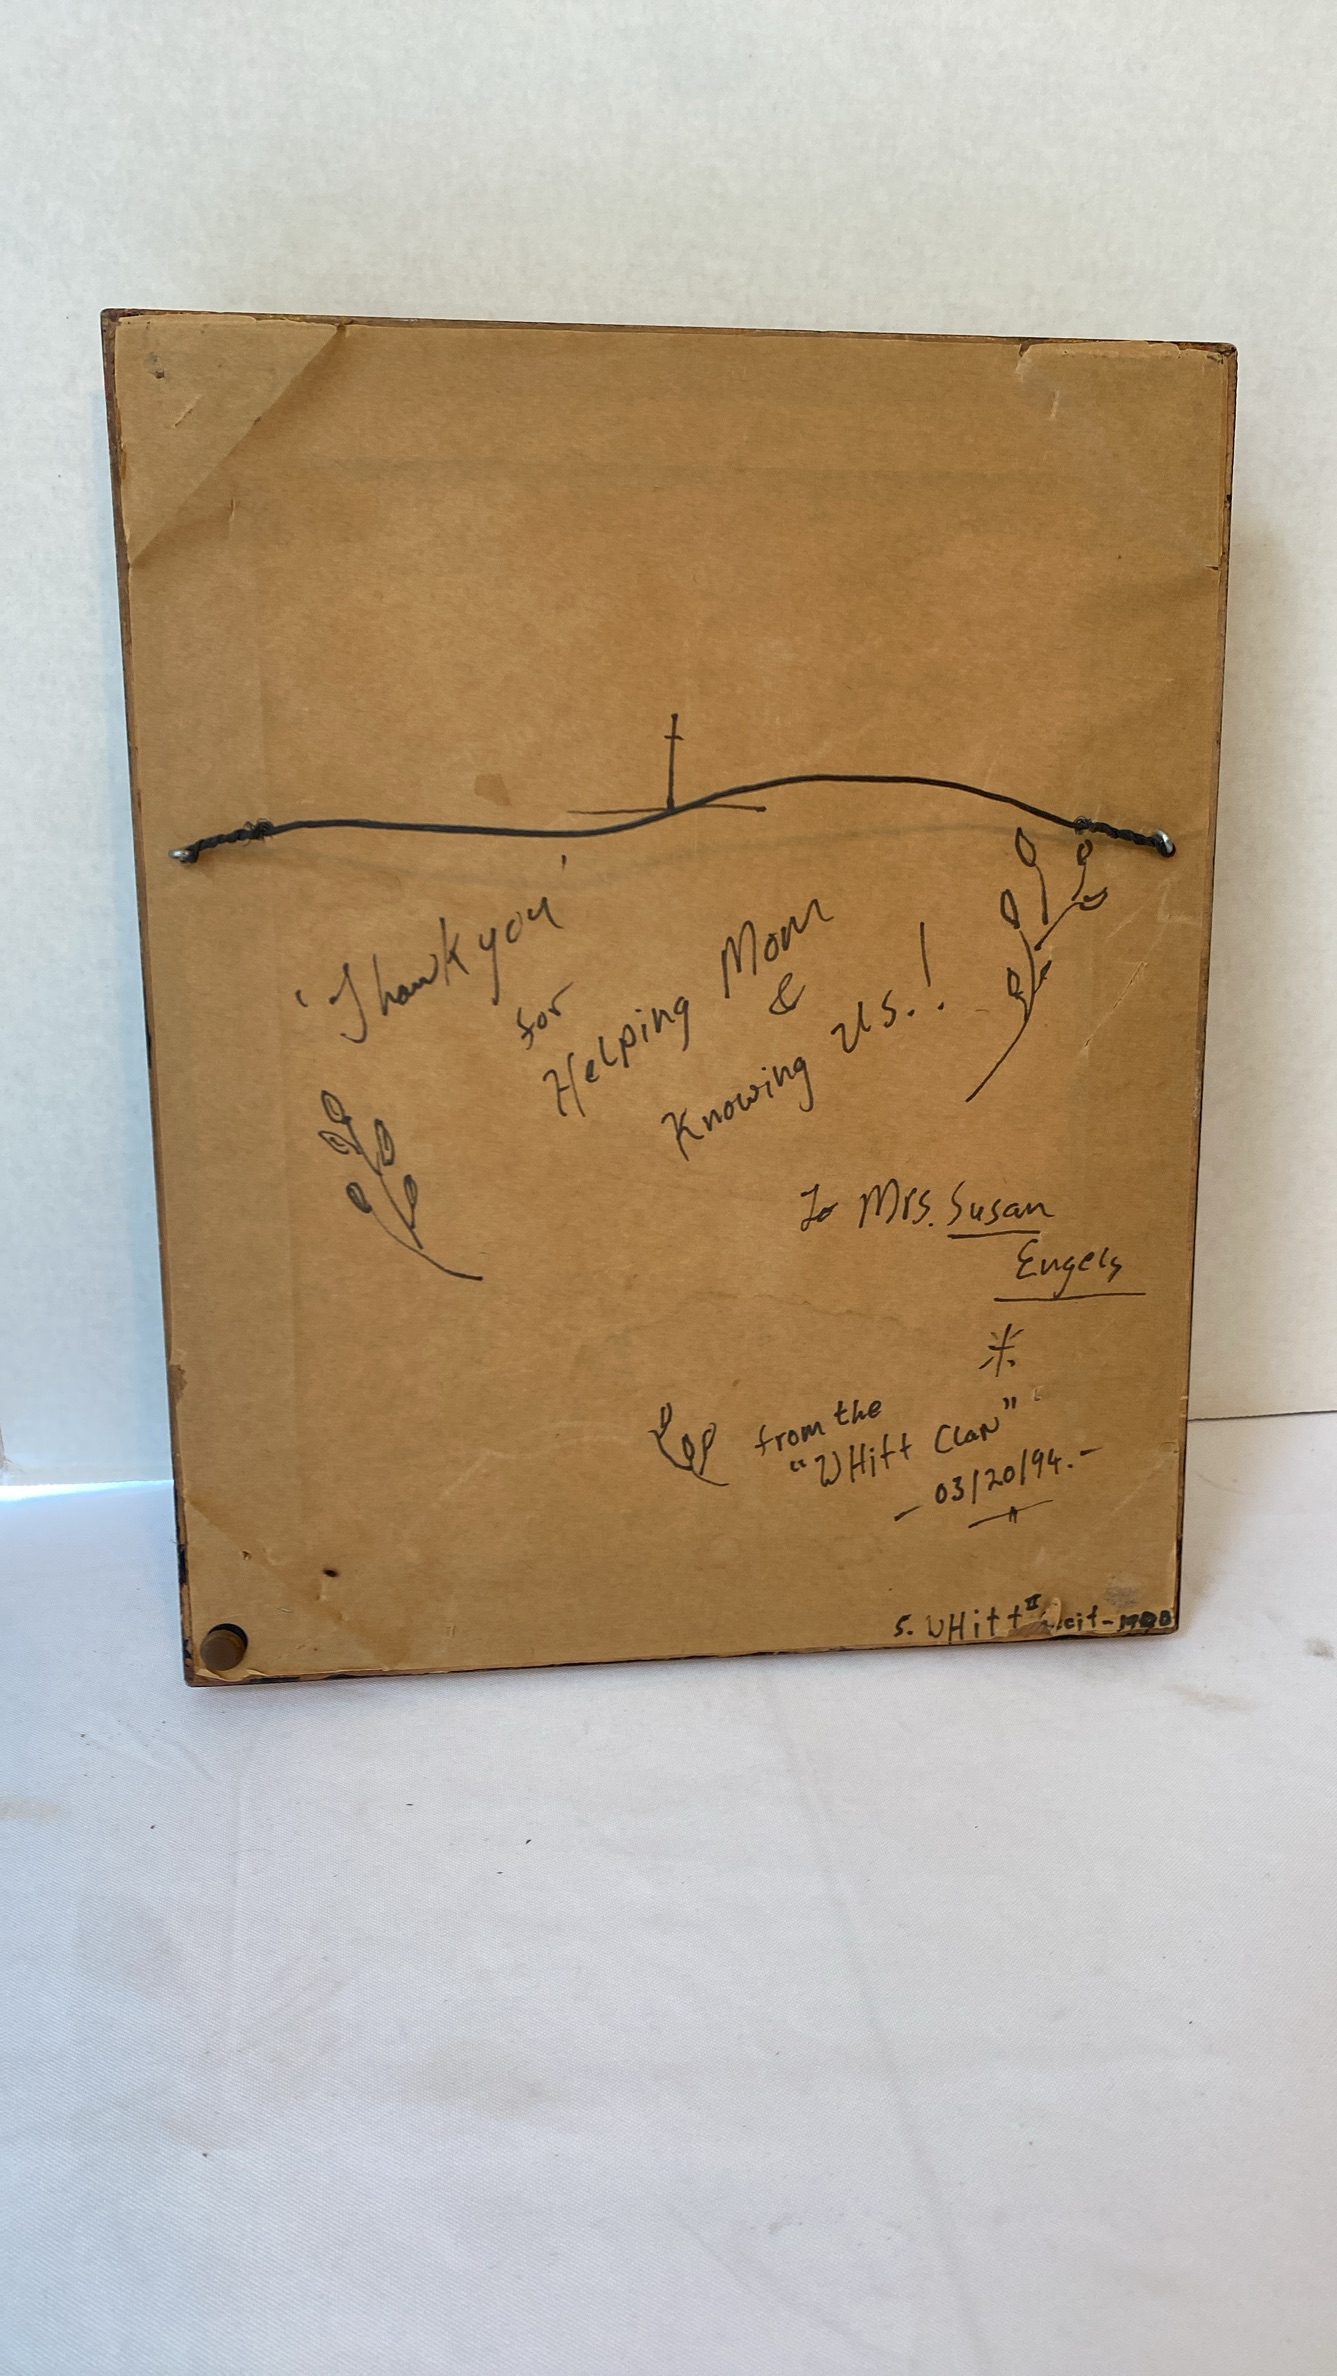 'Thank you'
for
Helping Mom
&
Knowing us.!
To Mrs. Susan
Engels
from the
"WHitt Clan"
- 03/20/94. -
S. WHitt II